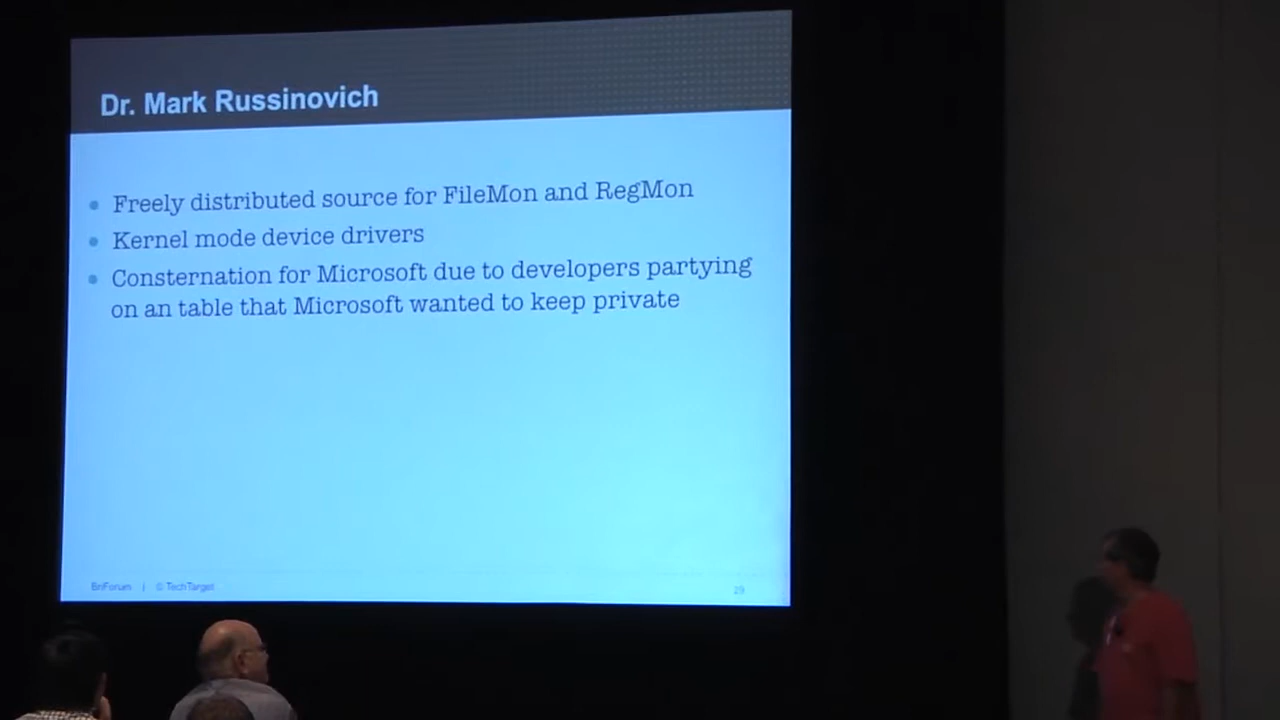 Dr. Mark Russinovich
• Freely distributed source for FileMon and RegMon
• Kernel mode device drivers
• Consternation for Microsoft due to developers partying
on an table that Microsoft wanted to keep private
BriForum | © TechTarget
29